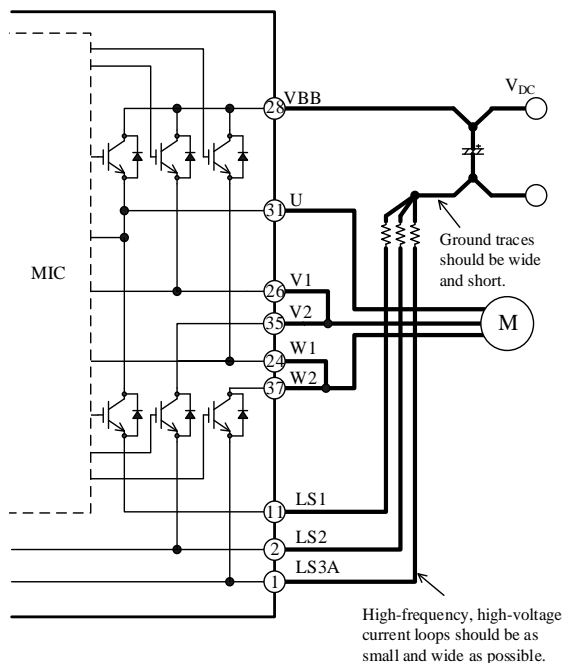 28
VBB
V_DC
31
U
Ground traces
should be wide
and short.
MIC
26
V1
35
V2
24
W1
37
W2
M
11
LS1
2
LS2
1
LS3A
High-frequency, high-voltage
current loops should be as
small and wide as possible.